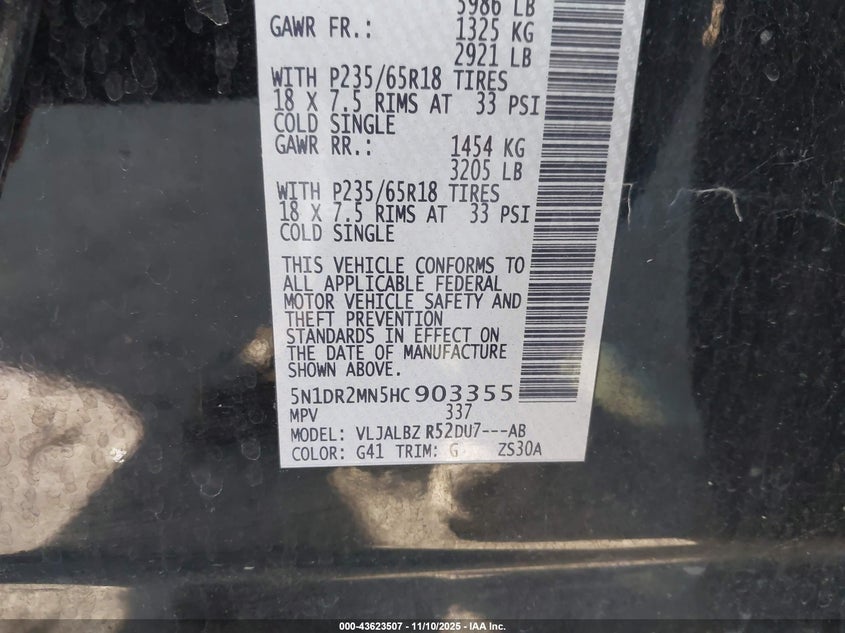 5986 LB
GAWR FR.: 1325 KG
2921 LB
WITH P235/65R18 TIRES
18 X 7.5 RIMS AT 33 PSI
COLD SINGLE
GAWR RR.: 1454 KG
3205 LB
WITH P235/65R18 TIRES
18 X 7.5 RIMS AT 33 PSI
COLD SINGLE
THIS VEHICLE CONFORMS TO
ALL APPLICABLE FEDERAL
MOTOR VEHICLE SAFETY AND
THEFT PREVENTION
STANDARDS IN EFFECT ON
THE DATE OF MANUFACTURE
SHOWN ABOVE.
5N1DR2MN5HC903355
MPV 337
MODEL: VLJALBZ R52DU7---AB
COLOR: G41 TRIM: G ZS30A
000-43623507 - 11/10/2025 - IAA Inc.